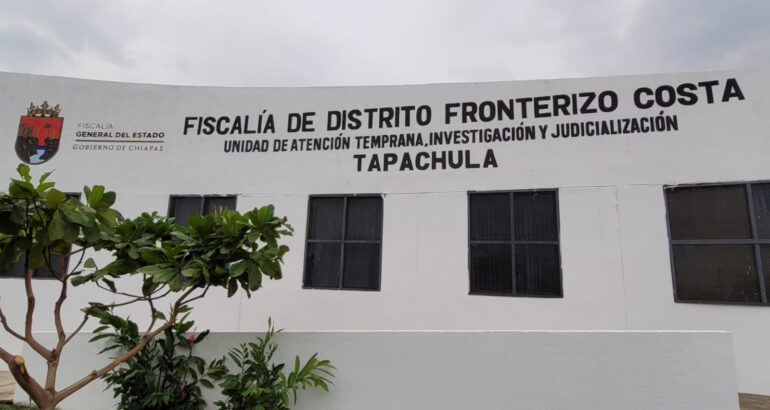 FISCALÍA
GENERAL DEL ESTADO
GOBIERNO DE CHIAPAS
FISCALÍA DE DISTRITO FRONTERIZO COSTA
UNIDAD DE ATENCIÓN TEMPRANA, INVESTIGACIÓN Y JUDICIALIZACIÓN
TAPACHULA